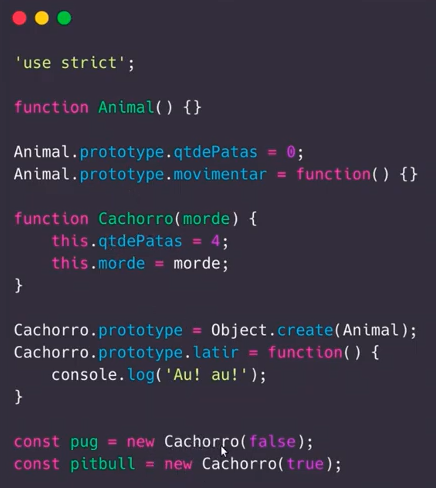 'use strict';
function Animal() {}
Animal.prototype.qtdePatas = 0;
Animal.prototype.movimentar = function() {}
function Cachorro(morde) {
    this.qtdePatas = 4;
    this.morde = morde;
}
Cachorro.prototype = Object.create(Animal);
Cachorro.prototype.latir = function() {
    console.log('Au! au!');
}
const pug = new Cachorro(false);
const pitbull = new Cachorro(true);